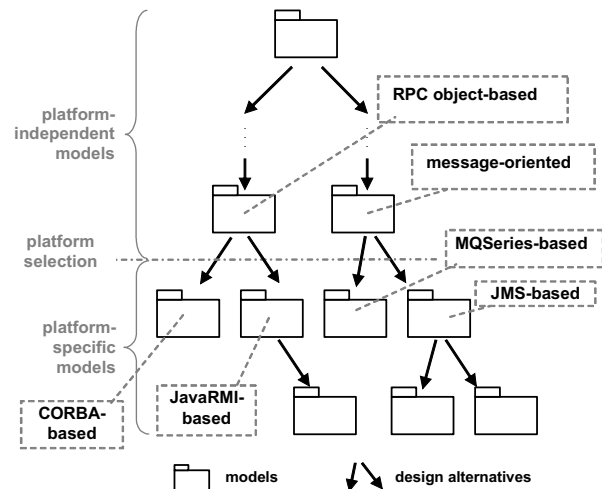 RPC object-based
platform-
independent
models
message-oriented
platform
selection
MQSeries-based
JMS-based
platform-
specific
models
JavaRMI-
based
CORBA-
based
models
design alternatives